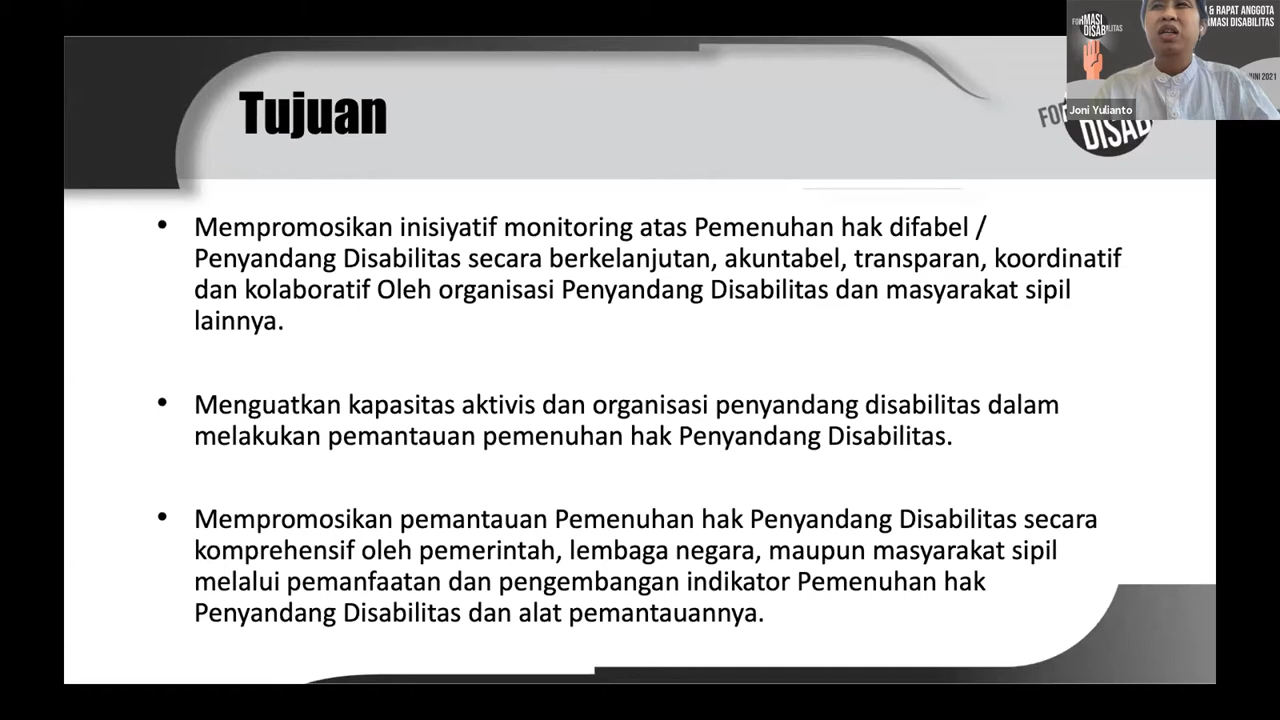 Tujuan
• Mempromosikan inisiyatif monitoring atas Pemenuhan hak difabel /
Penyandang Disabilitas secara berkelanjutan, akuntabel, transparan, koordinatif
dan kolaboratif Oleh organisasi Penyandang Disabilitas dan masyarakat sipil
lainnya.
• Menguatkan kapasitas aktivis dan organisasi penyandang disabilitas dalam
melakukan pemantauan pemenuhan hak Penyandang Disabilitas.
• Mempromosikan pemantauan Pemenuhan hak Penyandang Disabilitas secara
komprehensif oleh pemerintah, lembaga negara, maupun masyarakat sipil
melalui pemanfaatan dan pengembangan indikator Pemenuhan hak
Penyandang Disabilitas dan alat pemantauannya.
FORMASI
DISABILITAS
& RAPAT ANGGOTA
MASI DISABILITAS
2021
Joni Yulianto
DISAB